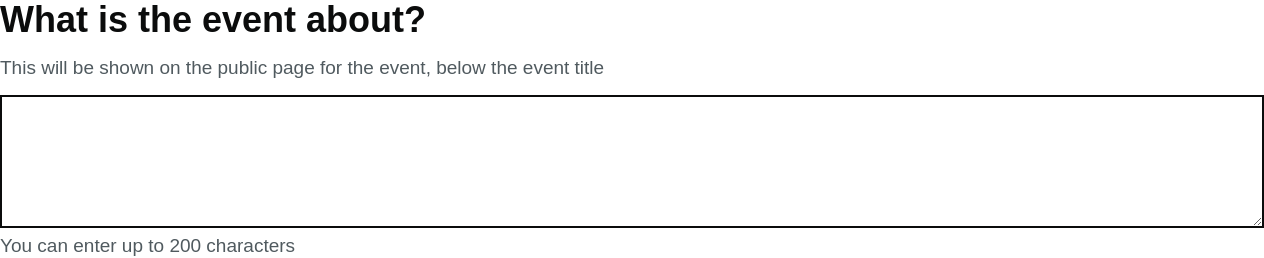 What is the event about?
This will be shown on the public page for the event, below the event title
You can enter up to 200 characters